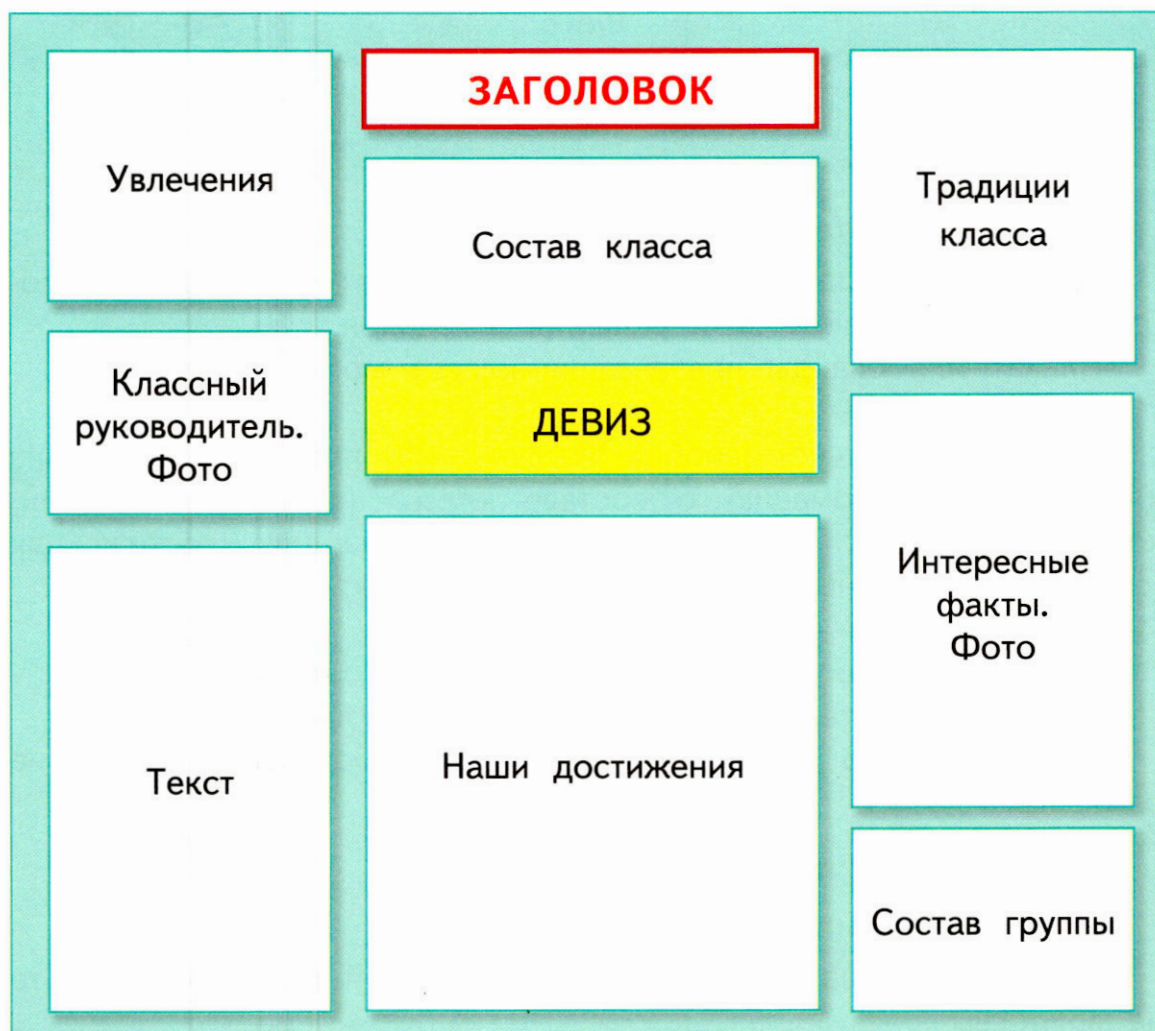 Увлечения
Классный
руководитель.
Фото
Текст
ЗАГОЛОВОК
Состав класса
ДЕВИЗ
Наши достижения
Традиции
класса
Интересные
факты.
Фото
Состав группы